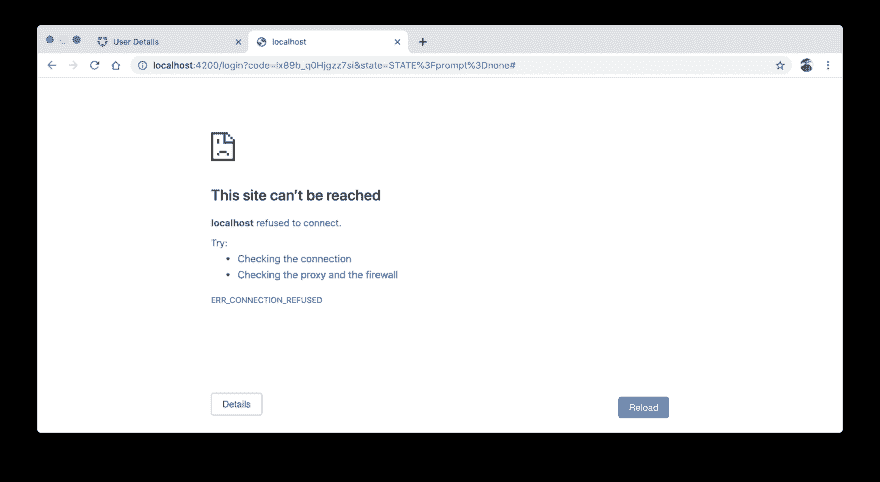 User Details
localhost
localhost:4200/login?code=ix89b_q0Hjgzz7si&state=STATE%3Fprompt%3Dnone#
This site can't be reached
localhost refused to connect.
Try:
• Checking the connection
• Checking the proxy and the firewall
ERR_CONNECTION_REFUSED
Details
Reload